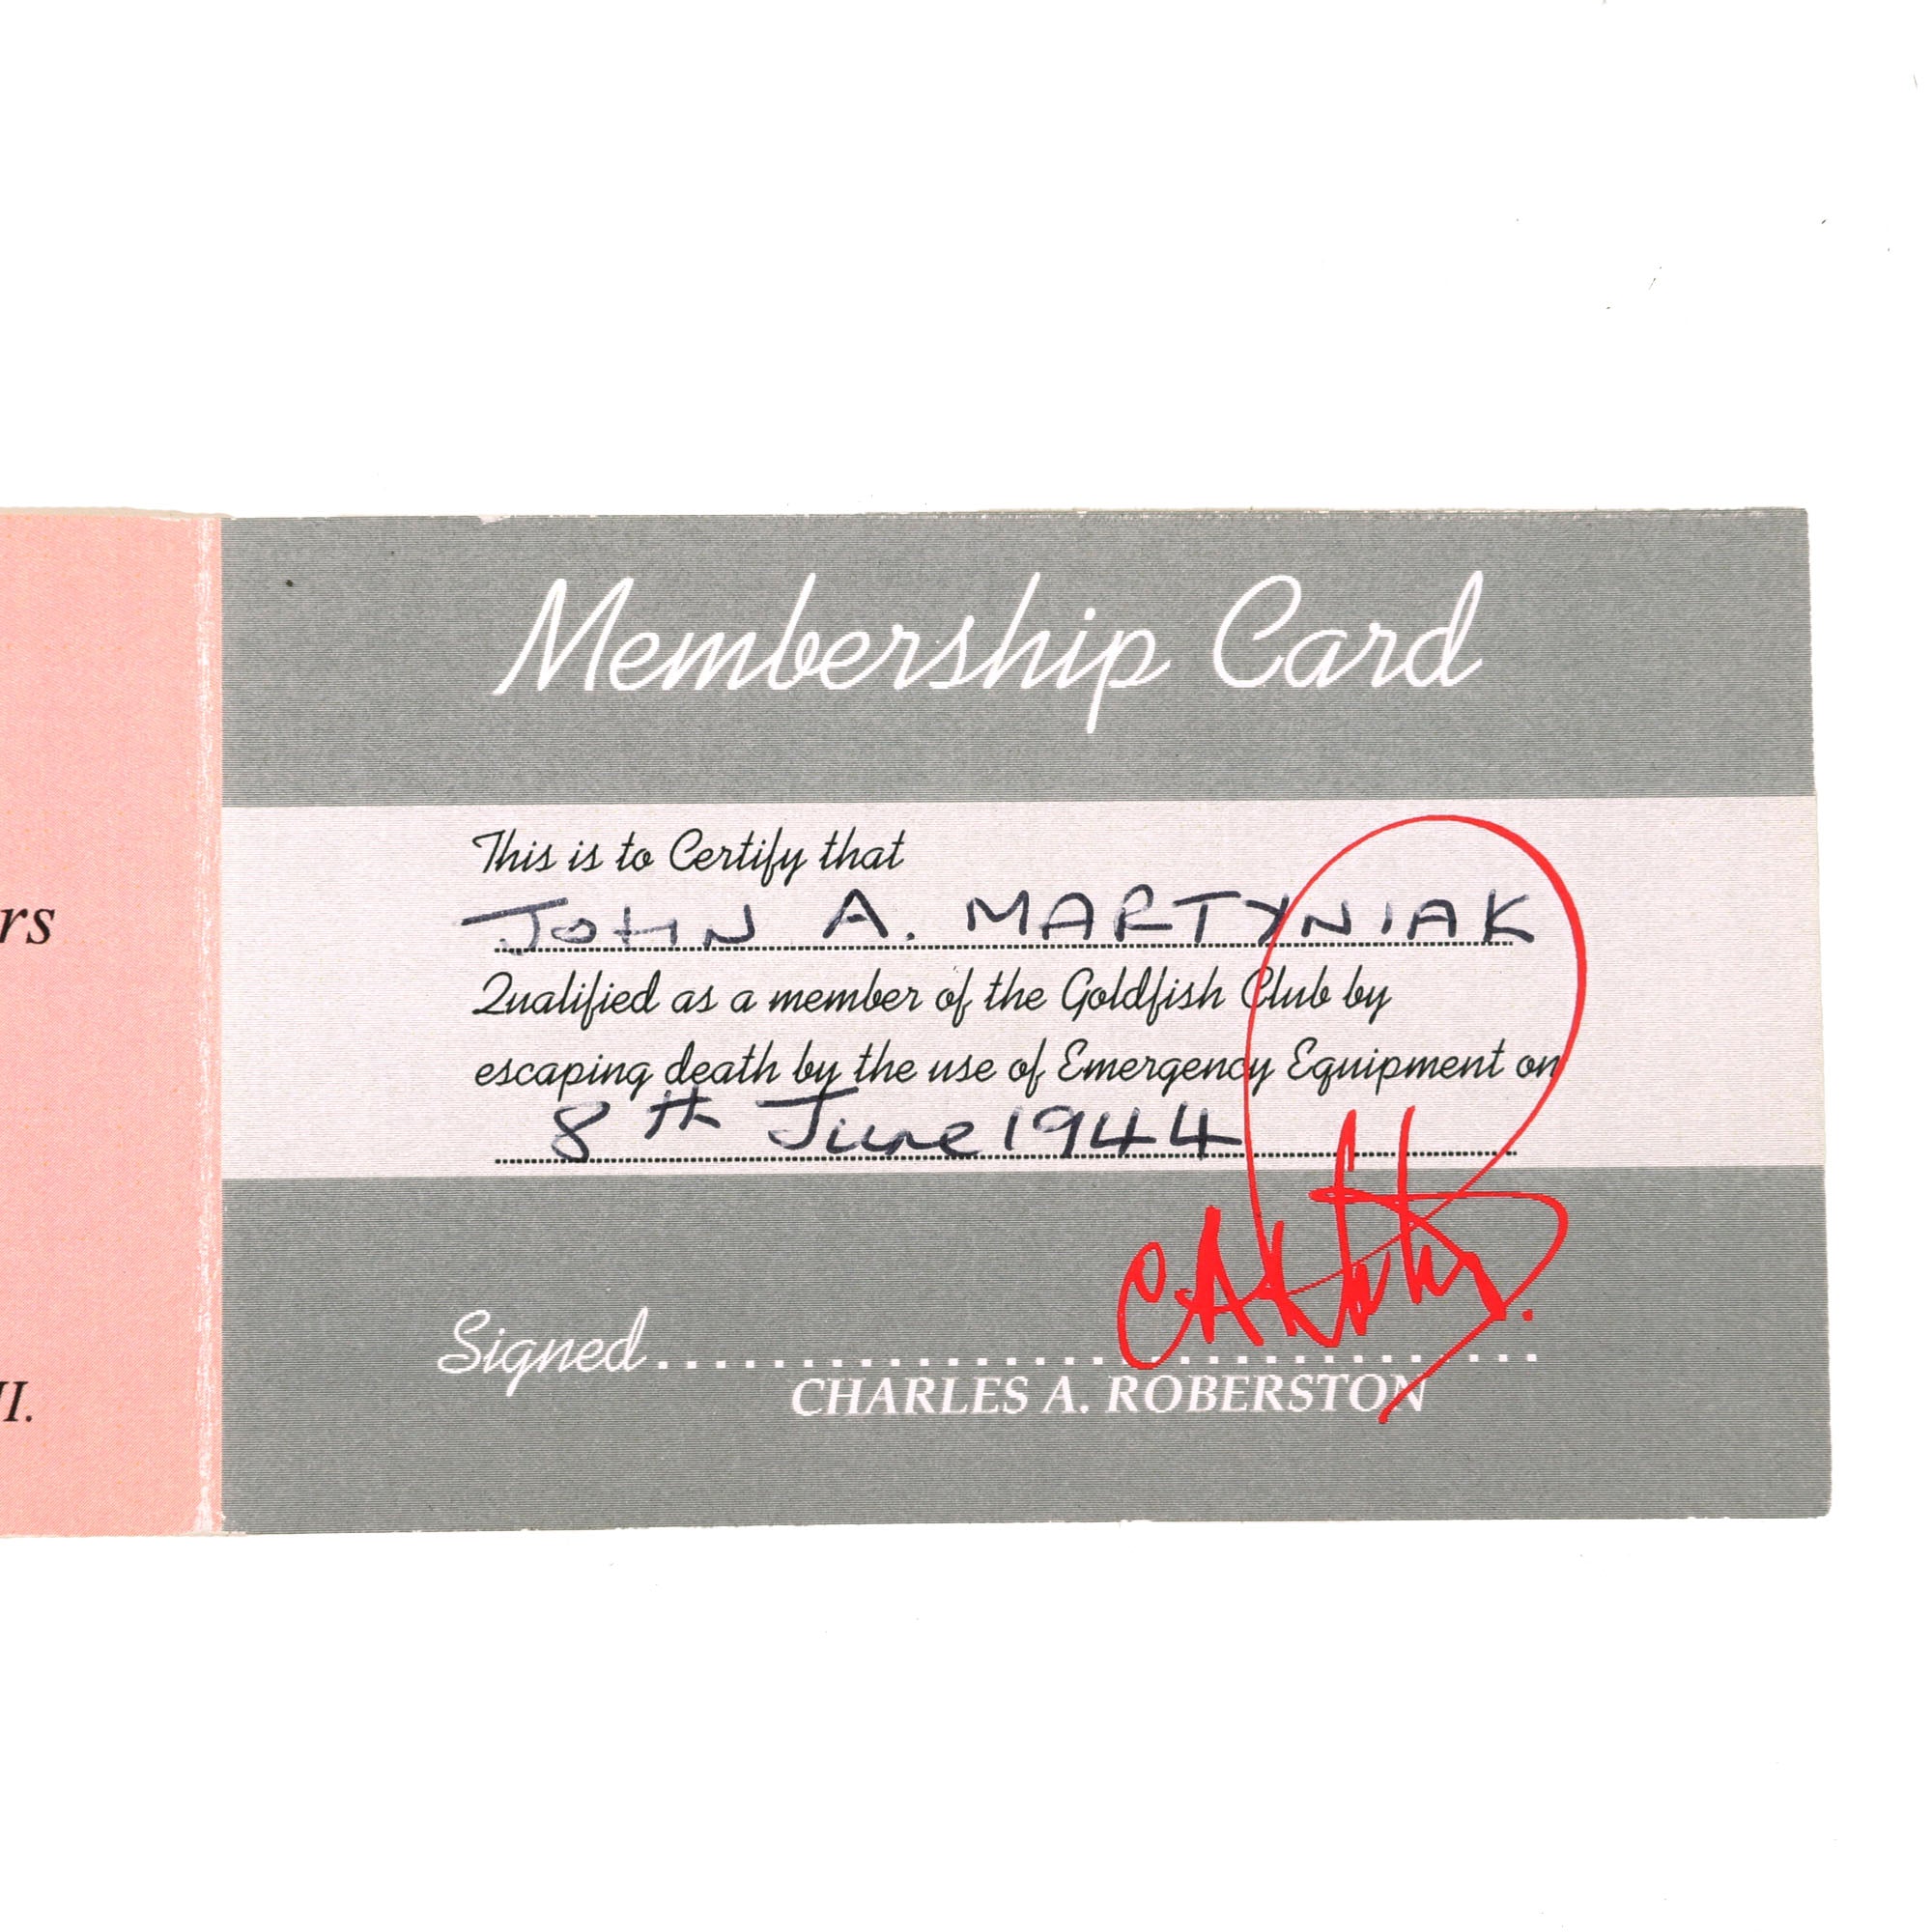 rs
II.
Membership Card
This is to Certify that
JOHN A. MARTYNIAK
Qualified as a member of the Goldfish Club by
escaping death by the use of Emergency Equipment on
8th June 1944
Signed
CHARLES A. ROBERSTON